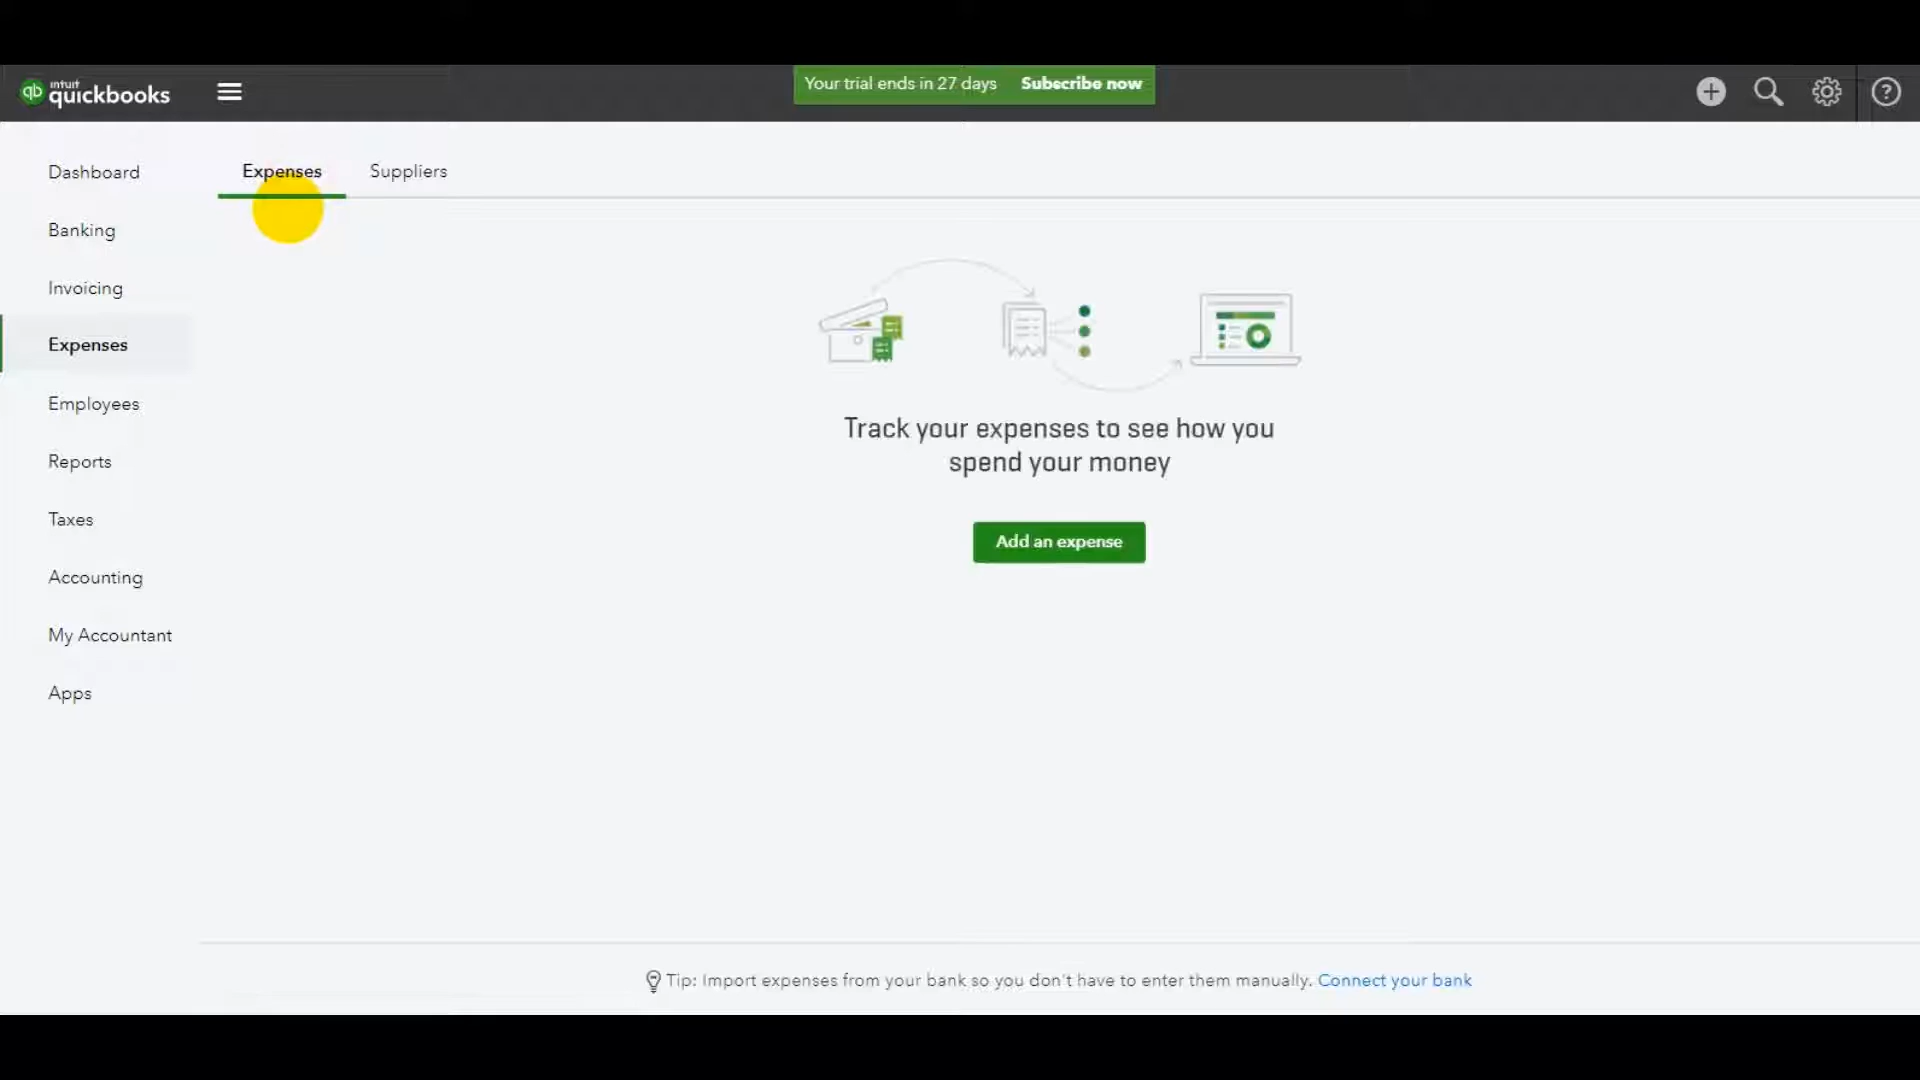 intuit
quickbooks
Your trial ends in 27 days Subscribe now
Expenses Suppliers
Dashboard
Banking
Invoicing
Expenses
Employees
Reports
Taxes
Accounting
My Accountant
Apps
Track your expenses to see how you
spend your money
Add an expense
Tip: Import expenses from your bank so you don't have to enter them manually. Connect your bank